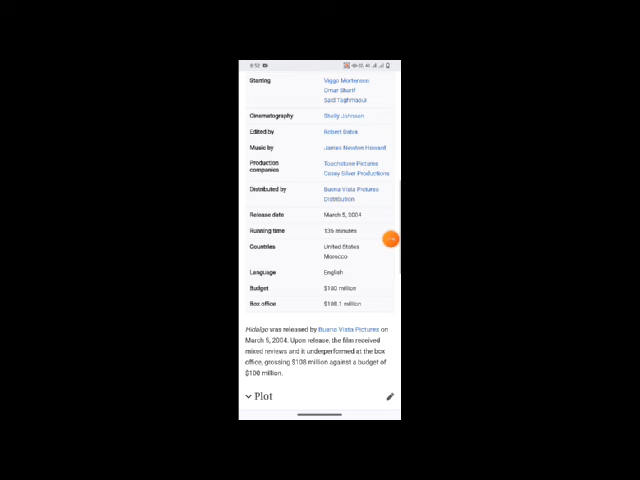 8:52
Starring Viggo Mortensen
Omar Sharif
Said Taghmaoui
Cinematography Shelly Johnson
Edited by Robert Dalva
Music by James Newton Howard
Production companies Touchstone Pictures
Casey Silver Productions
Distributed by Buena Vista Pictures
Distribution
Release date March 5, 2004
Running time 136 minutes
Countries United States
Morocco
Language English
Budget $100 million
Box office $108.1 million
Hidalgo was released by Buena Vista Pictures on
March 5, 2004. Upon release, the film received
mixed reviews and it underperformed at the box
office, grossing $108 million against a budget of
$100 million.
Plot